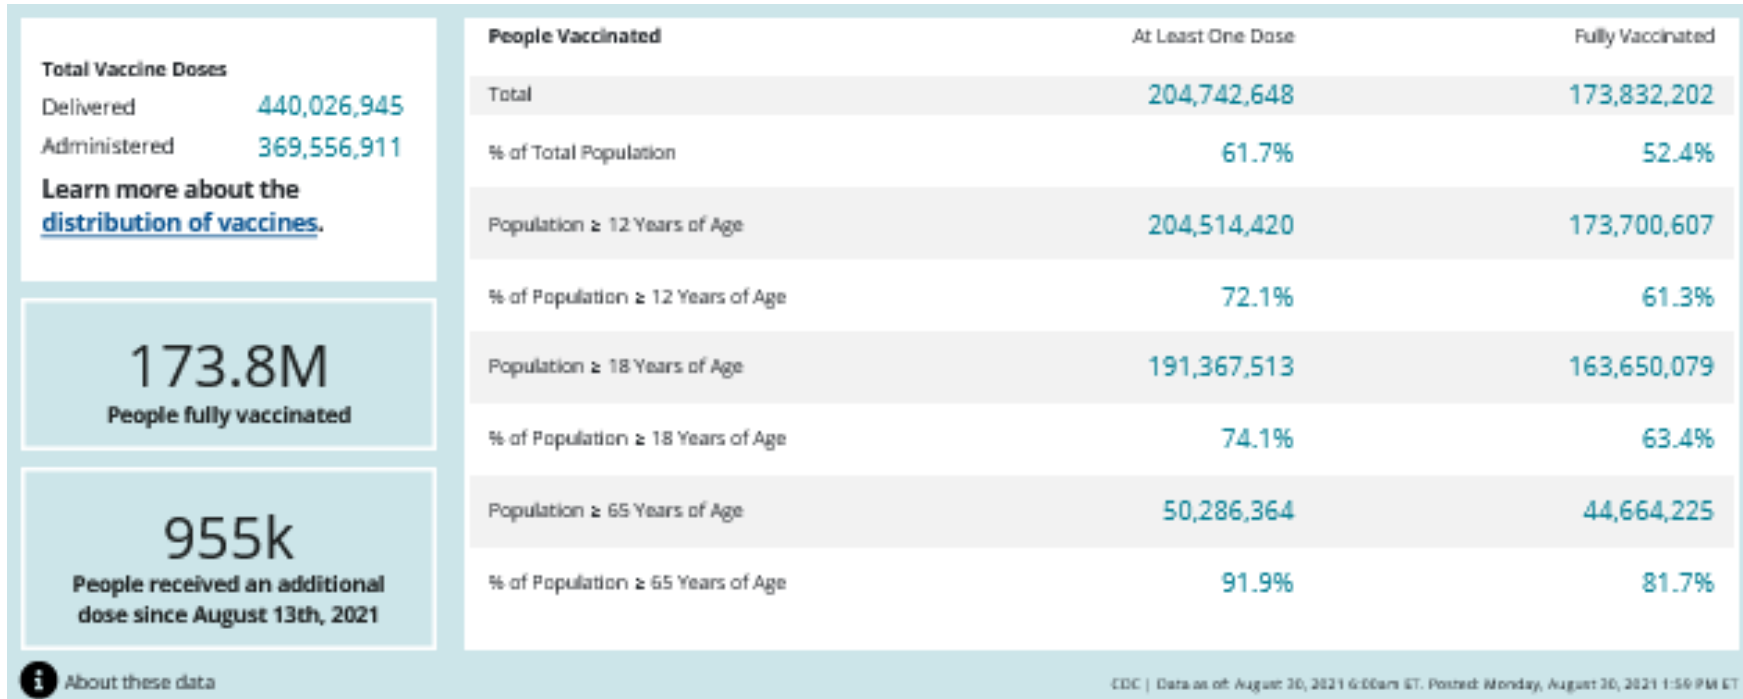 Total Vaccine Doses
Delivered 440,026,945
Administered 369,556,911
Learn more about the
distribution of vaccines.
173.8M
People fully vaccinated
955k
People received an additional
dose since August 13th, 2021
People Vaccinated At Least One Dose Fully Vaccinated
Total 204,742,648 173,832,202
% of Total Population 61.7% 52.4%
Population ≥ 12 Years of Age 204,514,420 173,700,607
% of Population ≥ 12 Years of Age 72.1% 61.3%
Population ≥ 18 Years of Age 191,367,513 163,650,079
% of Population ≥ 18 Years of Age 74.1% 63.4%
Population ≥ 65 Years of Age 50,286,364 44,664,225
% of Population ≥ 65 Years of Age 91.9% 81.7%
i About these data
CDC | Data as of: August 30, 2021 6:00am ET. Posted: Monday, August 30, 2021 1:59 PM ET